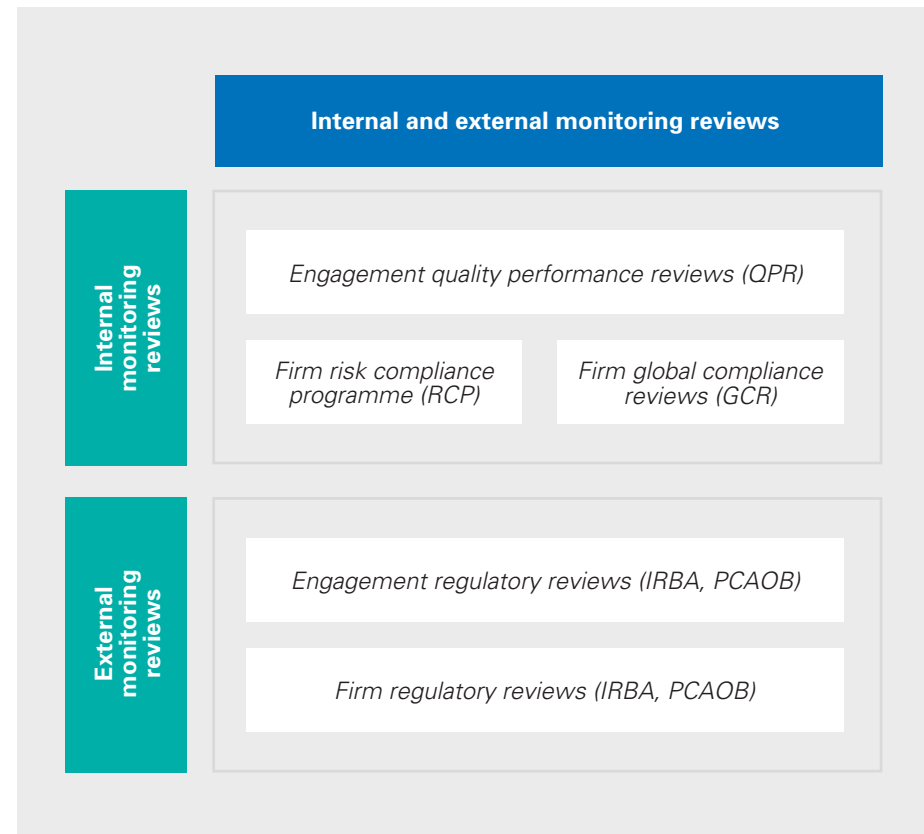 Internal and external monitoring reviews
Internal
monitoring
reviews
Engagement quality performance reviews (QPR)
Firm risk compliance
programme (RCP)
Firm global compliance
reviews (GCR)
External
monitoring
reviews
Engagement regulatory reviews (IRBA, PCAOB)
Firm regulatory reviews (IRBA, PCAOB)